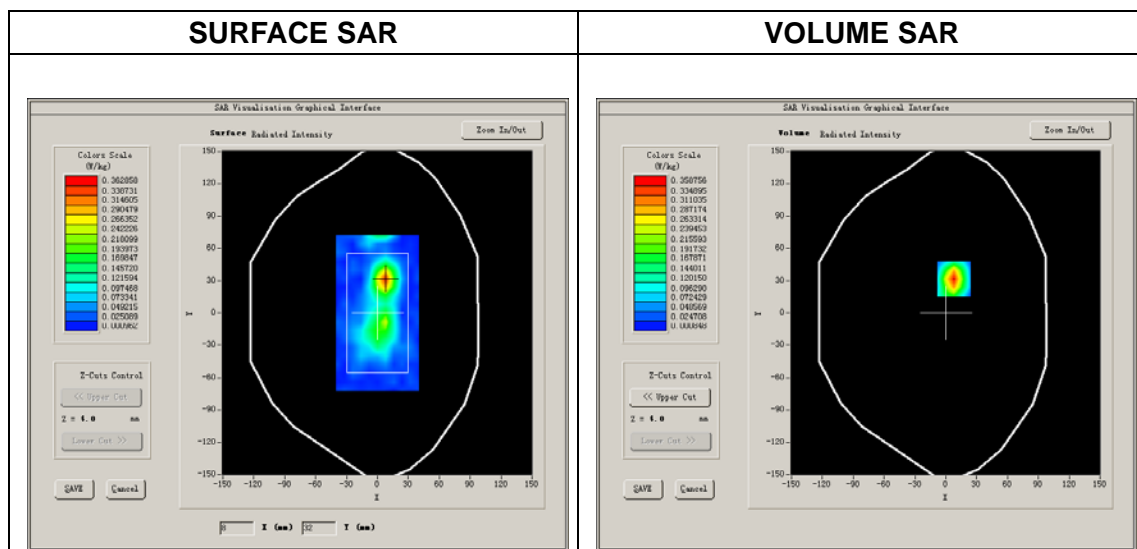 SURFACE SAR
VOLUME SAR
SAR Visualisation Graphical Interface
Surface Radiated Intensity
Zoom In/Out
Colors Scale
(W/kg)
0.362858
0.338731
0.314605
0.290479
0.266352
0.242226
0.218099
0.193973
0.169847
0.145720
0.121594
0.097468
0.073341
0.049215
0.025089
0.000962
Z-Cuts Control
<< Upper Cut
Z = 4.0 mm
Lower Cut >>
SAVE Cancel
150
120
90
60
30
Y 0
-30
-60
-90
-120
-150
-150 -120 -90 -60 -30 0 30 60 90 120 150
X
8 X (mm) 32 Y (mm)
SAR Visualisation Graphical Interface
Volume Radiated Intensity
Zoom In/Out
Colors Scale
(W/kg)
0.358756
0.334895
0.311035
0.287174
0.263314
0.239453
0.215593
0.191732
0.167871
0.144011
0.120150
0.096290
0.072429
0.048569
0.024708
0.000848
Z-Cuts Control
<< Upper Cut
Z = 4.0 mm
Lower Cut >>
SAVE Cancel
150
120
90
60
30
Y 0
-30
-60
-90
-120
-150
-150 -120 -90 -60 -30 0 30 60 90 120 150
X